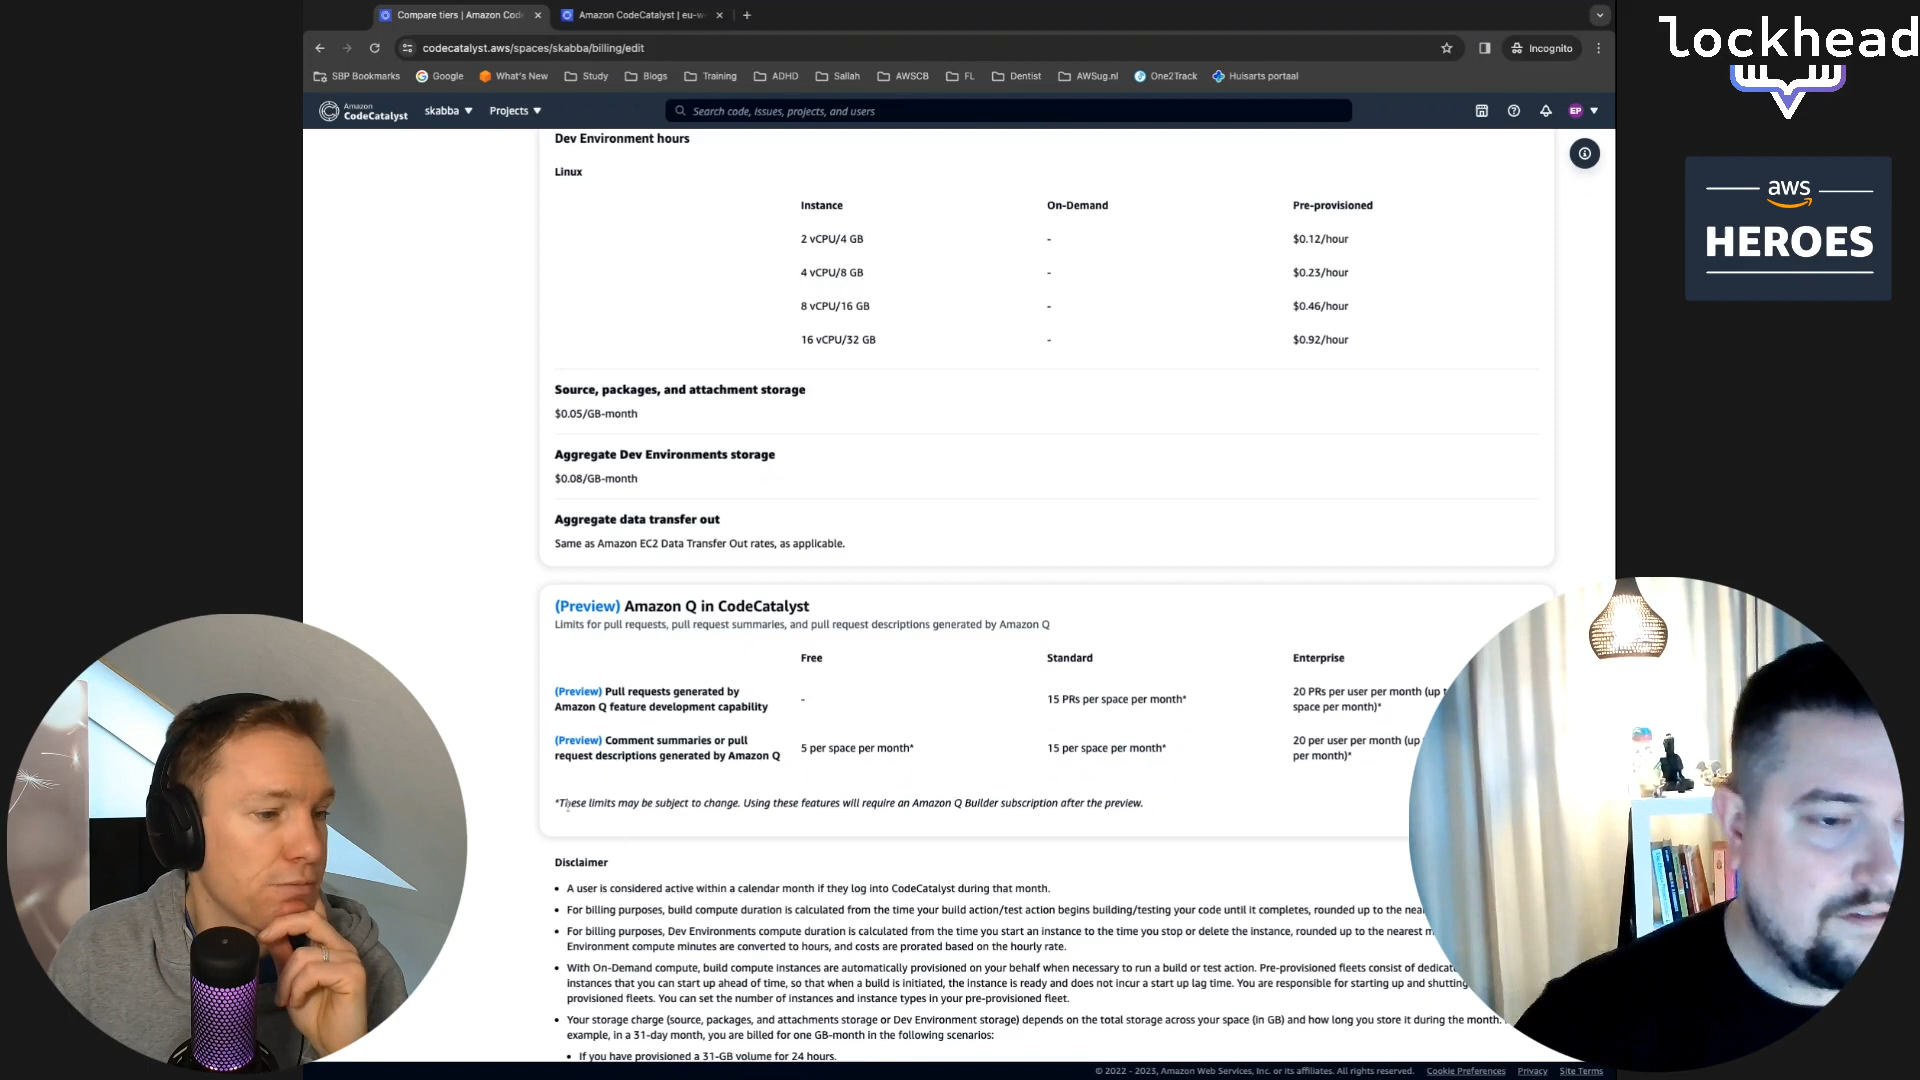 Compare tiers | Amazon Cod
Amazon CodeCatalyst | eu-w
codecatalyst.aws/spaces/skabba/billing/edit
Incognito
SBP Bookmarks Google What's New Study Blogs Training ADHD Sallah AWSCB FL Dentist AWSug.nl One2Track Huisarts portaal
Amazon
CodeCatalyst
skabba Projects
Search code, issues, projects, and users
EP
lockhead
aws
HEROES
Dev Environment hours
Linux
Instance On-Demand Pre-provisioned
2 vCPU/4 GB - $0.12/hour
4 vCPU/8 GB - $0.23/hour
8 vCPU/16 GB - $0.46/hour
16 vCPU/32 GB - $0.92/hour
Source, packages, and attachment storage
$0.05/GB-month
Aggregate Dev Environments storage
$0.08/GB-month
Aggregate data transfer out
Same as Amazon EC2 Data Transfer Out rates, as applicable.
(Preview) Amazon Q in CodeCatalyst
Limits for pull requests, pull request summaries, and pull request descriptions generated by Amazon Q
Free Standard Enterprise
(Preview) Pull requests generated by
Amazon Q feature development capability
-
15 PRs per space per month*
20 PRs per user per month (up
space per month)*
(Preview) Comment summaries or pull
request descriptions generated by Amazon Q
5 per space per month*
15 per space per month*
20 per user per month (up
per month)*
*These limits may be subject to change. Using these features will require an Amazon Q Builder subscription after the preview.
Disclaimer
• A user is considered active within a calendar month if they log into CodeCatalyst during that month.
• For billing purposes, build compute duration is calculated from the time your build action/test action begins building/testing your code until it completes, rounded up to the
• For billing purposes, Dev Environments compute duration is calculated from the time you start an instance to the time you stop or delete the instance, rounded up to the nearest
Environment compute minutes are converted to hours, and costs are prorated based on the hourly rate.
• With On-Demand compute, build compute instances are automatically provisioned on your behalf when necessary to run a build or test action. Pre-provisioned fleets consist of
instances that you can start up ahead of time, so that when a build is initiated, the instance is ready and does not incur a start up lag time. You are responsible for starting up and
provisioned fleets. You can set the number of instances and instance types in your pre-provisioned fleet.
• Your storage charge (source, packages, and attachments storage or Dev Environment storage) depends on the total storage across your space (in GB) and how long you store it during the month.
example, in a 31-day month, you are billed for one GB-month in the following scenarios:
• If you have provisioned a 31-GB volume for 24 hours.
© 2022 - 2023, Amazon Web Services, Inc. or its affiliates. All rights reserved. Cookie Preferences Privacy Site Terms